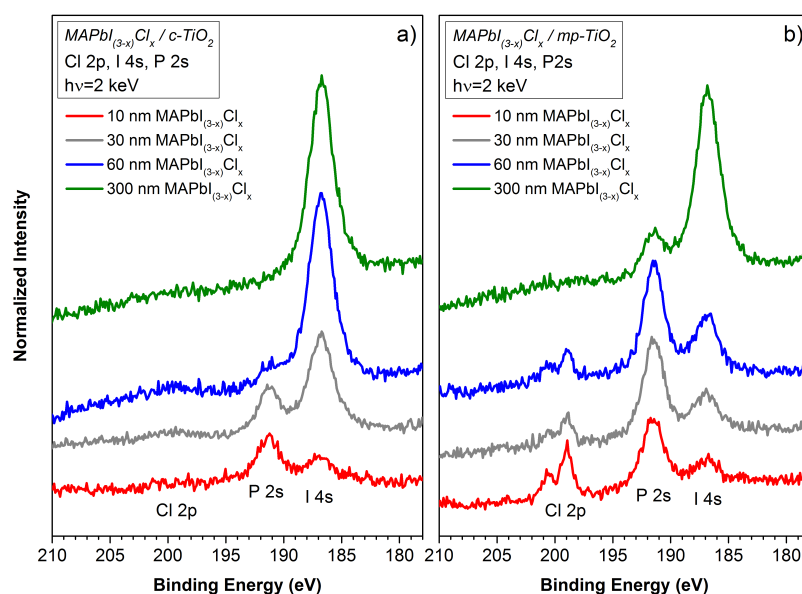 MAPbI(3-x)Clx / c-TiO2
Cl 2p, I 4s, P 2s
hν=2 keV
a)
10 nm MAPbI(3-x)Clx
30 nm MAPbI(3-x)Clx
60 nm MAPbI(3-x)Clx
300 nm MAPbI(3-x)Clx
Cl 2p
P 2s
I 4s
210 205 200 195 190 185 180
Binding Energy (eV)
Normalized Intensity
MAPbI(3-x)Clx / mp-TiO2
Cl 2p, I 4s, P2s
hν=2 keV
b)
10 nm MAPbI(3-x)Clx
30 nm MAPbI(3-x)Clx
60 nm MAPbI(3-x)Clx
300 nm MAPbI(3-x)Clx
Cl 2p
P 2s
I 4s
210 205 200 195 190 185 180
Binding Energy (eV)